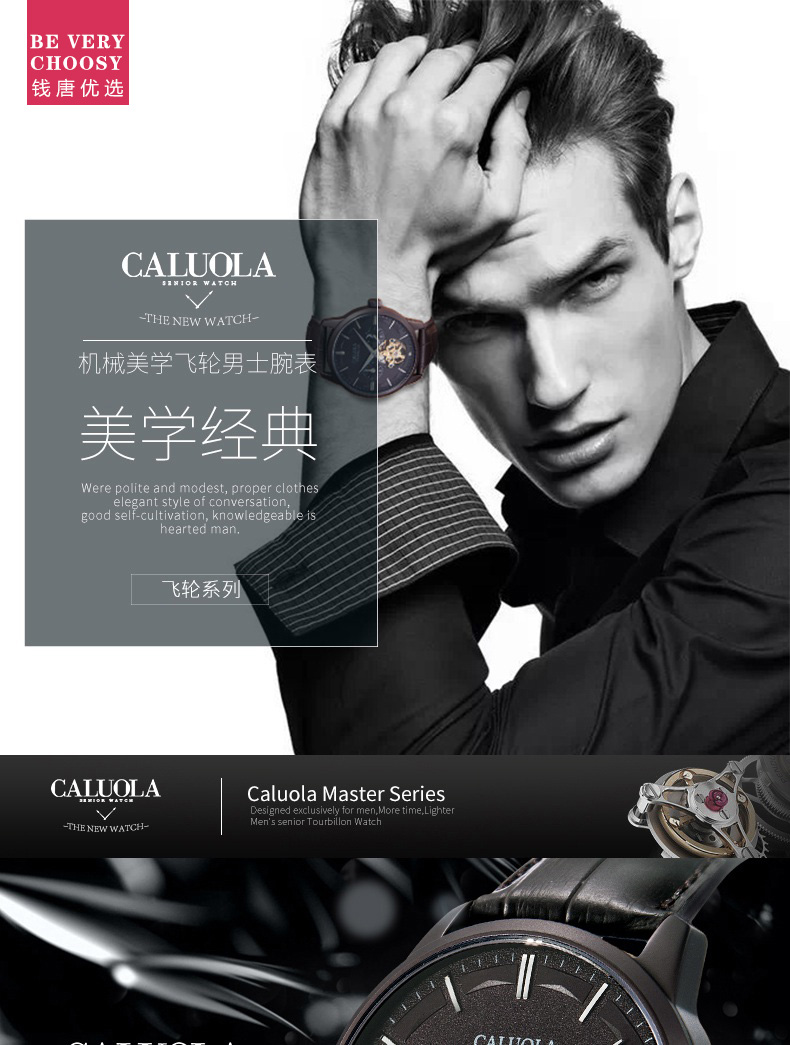 BE VERY
CHOOSY
钱唐优选
CALUOLA
SENIOR WATCH
~THE NEW WATCH~
机械美学飞轮男士腕表
美学经典
Were polite and modest, proper clothes
elegant style of conversation,
good self-cultivation, knowledgeable is
hearted man.
飞轮系列
CALUOLA
SENIOR WATCH
~THE NEW WATCH~
Caluola Master Series
Designed exclusively for men,More time,Lighter
Men's senior Tourbillon Watch
CALUOLA
CALUOLA